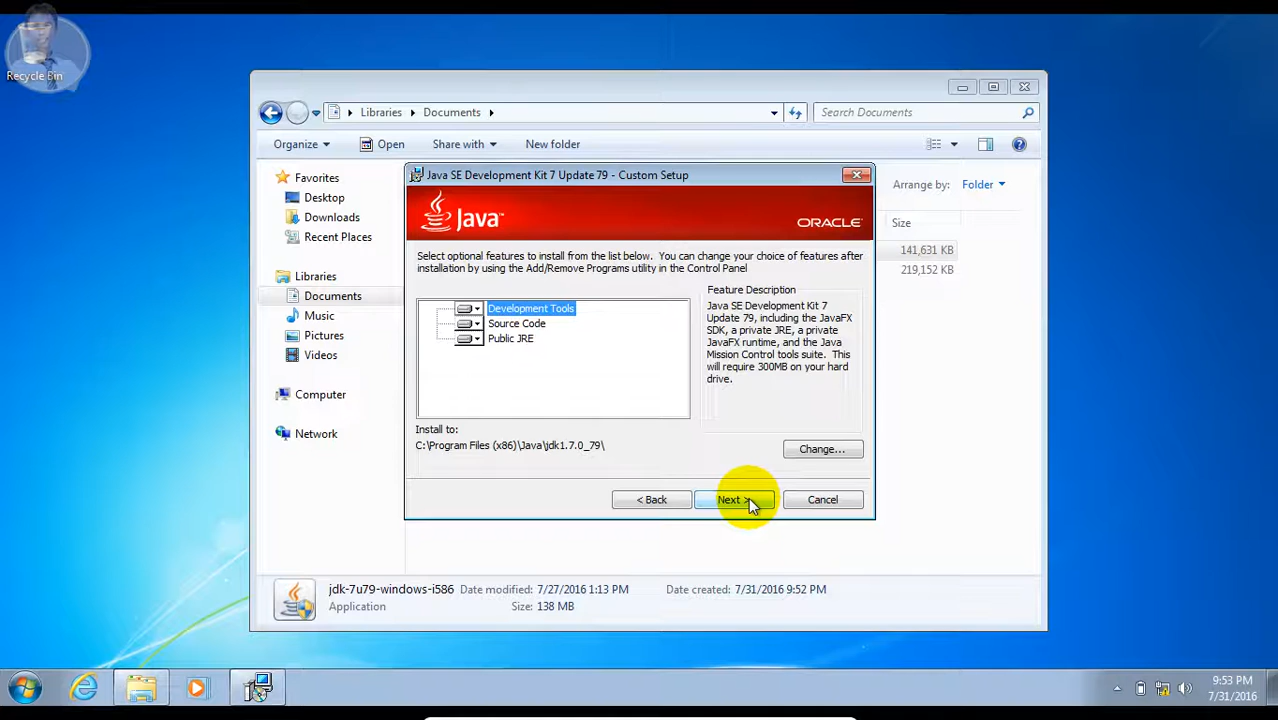 Recycle Bin
Libraries
Documents
Search Documents
Organize
Open
Share with
New folder
Favorites
Desktop
Downloads
Recent Places
Libraries
Documents
Music
Pictures
Videos
Computer
Network
Arrange by: Folder
Size
141,631 KB
219,152 KB
Java SE Development Kit 7 Update 79 - Custom Setup
Java™
ORACLE
Select optional features to install from the list below. You can change your choice of features after
installation by using the Add/Remove Programs utility in the Control Panel
Development Tools
Source Code
Public JRE
Feature Description
Java SE Development Kit 7
Update 79, including the JavaFX
SDK, a private JRE, a private
JavaFX runtime, and the Java
Mission Control tools suite. This
will require 300MB on your hard
drive.
Install to:
C:\Program Files (x86)\Java\jdk1.7.0_79\
Change...
< Back
Next >
Cancel
jdk-7u79-windows-i586
Date modified: 7/27/2016 1:13 PM
Date created: 7/31/2016 9:52 PM
Application
Size: 138 MB
9:53 PM
7/31/2016